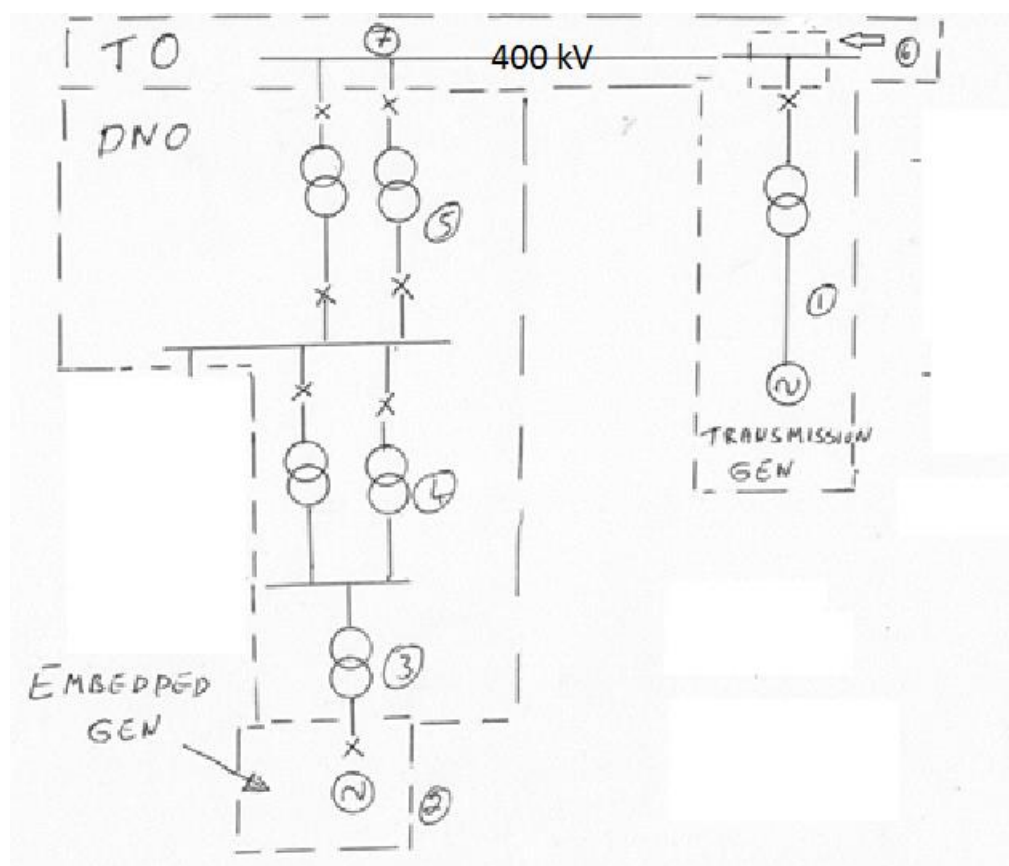 TO
7
400 kV
6
DNO
5
1
TRANSMISSION
GEN
4
3
EMBEDDED
GEN
2